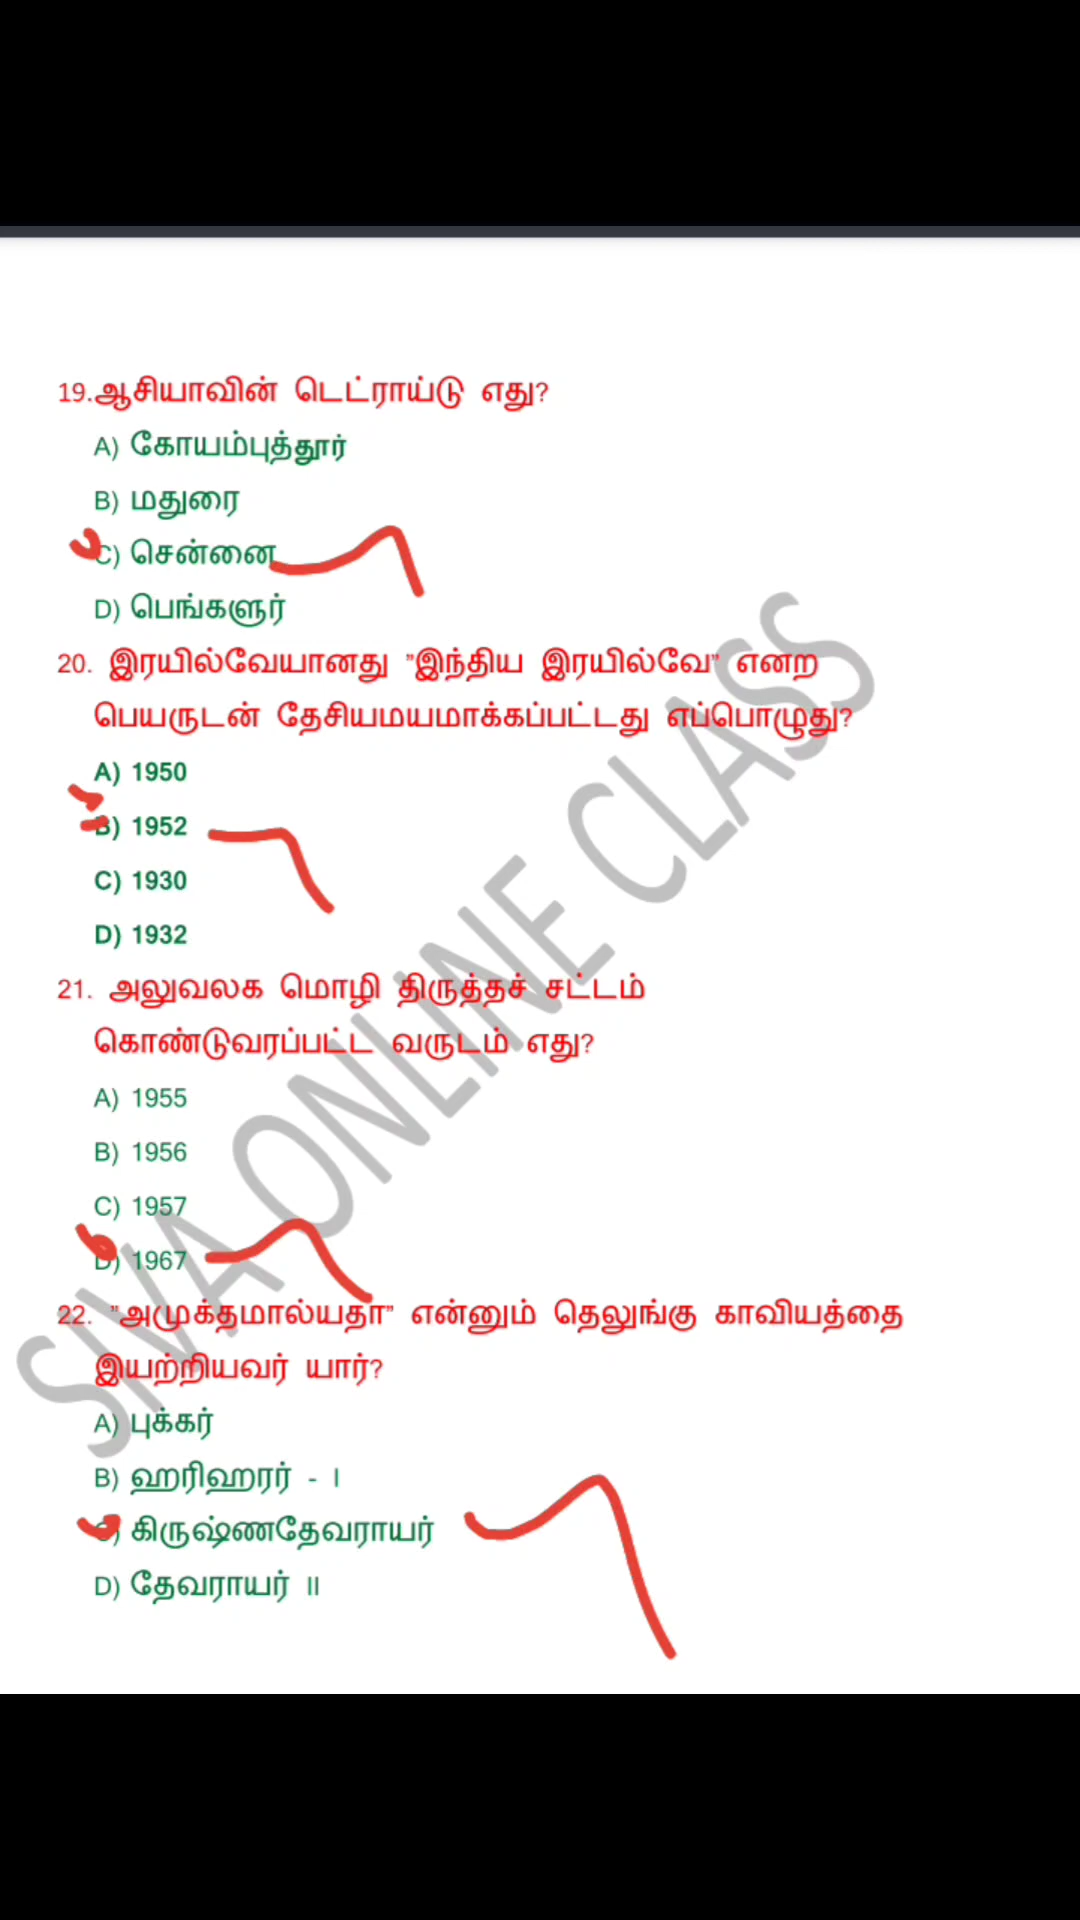 19.ஆசியாவின் டெட்ராய்டு எது?
A) கோயம்புத்தூர்
B) மதுரை
C) சென்னை
D) பெங்களுர்
20. இரயில்வேயானது "இந்திய இரயில்வே" என்ற
பெயருடன் தேசியமயமாக்கப்பட்டது எப்பொழுது?
A) 1950
B) 1952
C) 1930
D) 1932
21. அலுவலக மொழி திருத்தச் சட்டம்
கொண்டுவரப்பட்ட வருடம் எது?
A) 1955
B) 1956
C) 1957
D) 1967
22. "அமுக்தமால்யதா" என்னும் தெலுங்கு காவியத்தை
இயற்றியவர் யார்?
A) புக்கர்
B) ஹரிஹரர் - I
C) கிருஷ்ணதேவராயர்
D) தேவராயர் II
SIVA ONLINE CLASS